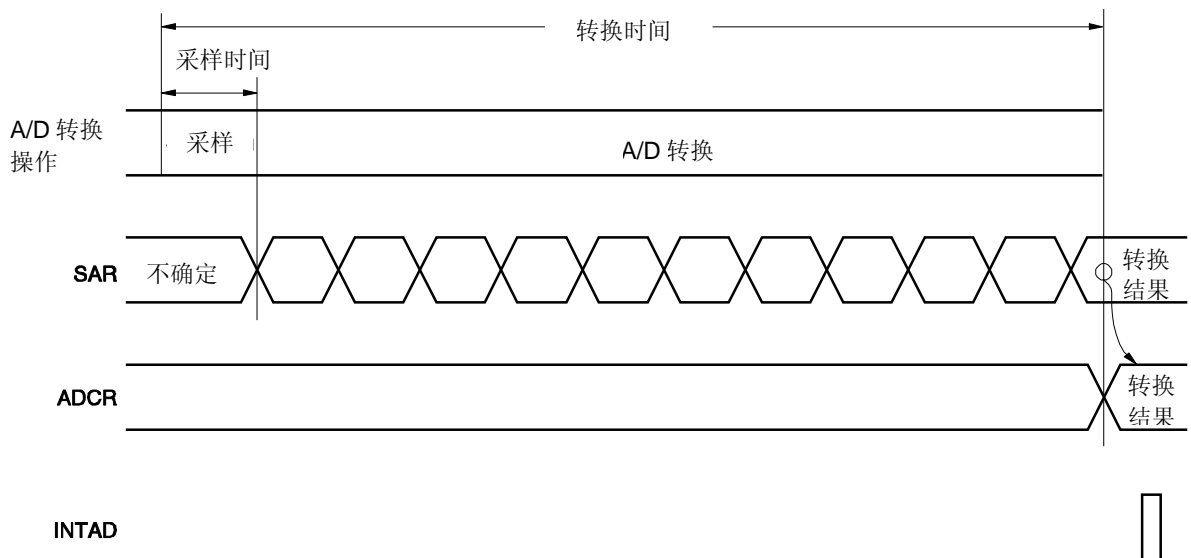 转换时间
采样时间
A/D 转换
操作
采样
A/D 转换
SAR
不确定
转换
结果
ADCR
转换
结果
INTAD